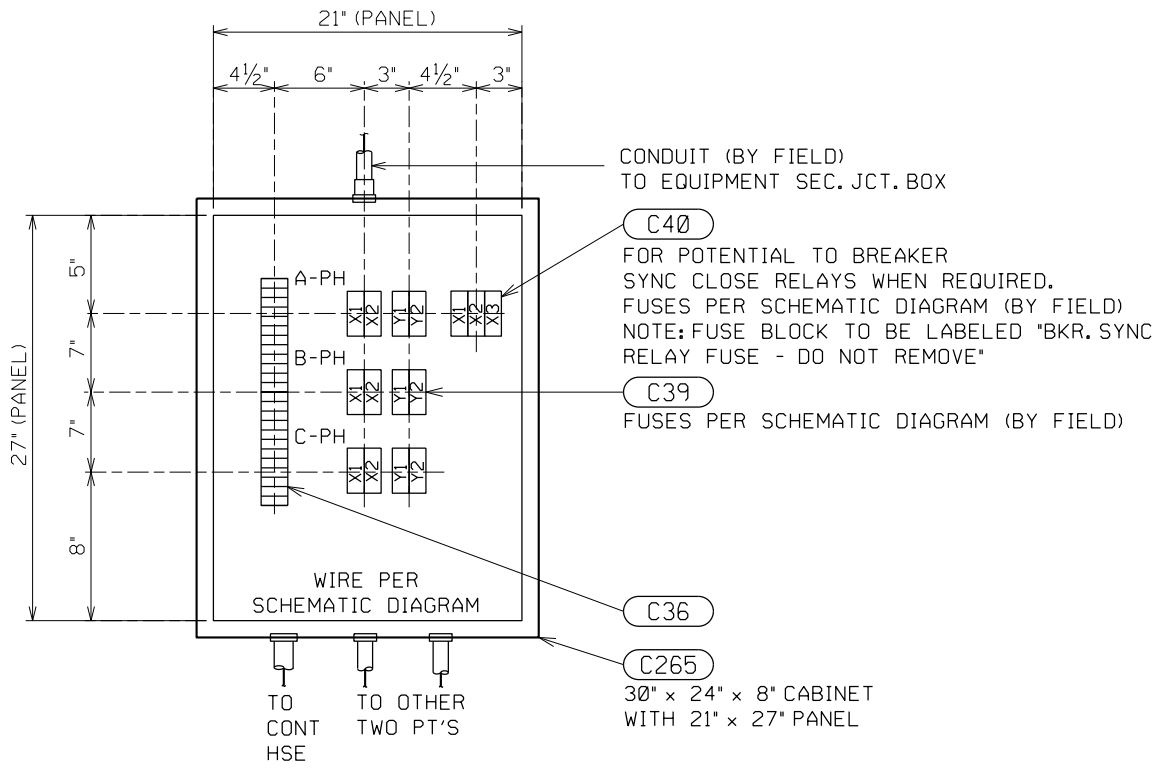 21" (PANEL)
4½" 6" 3" 4½" 3"
CONDUIT (BY FIELD)
TO EQUIPMENT SEC. JCT. BOX
C40
FOR POTENTIAL TO BREAKER
SYNC CLOSE RELAYS WHEN REQUIRED.
FUSES PER SCHEMATIC DIAGRAM (BY FIELD)
NOTE: FUSE BLOCK TO BE LABELED "BKR. SYNC
RELAY FUSE - DO NOT REMOVE"
C39
FUSES PER SCHEMATIC DIAGRAM (BY FIELD)
27" (PANEL)
5"
7"
7"
8"
A-PH
X1 X2 Y1 Y2 X1 X2 X3
B-PH
X1 X2 Y1 Y2
C-PH
X1 X2 Y1 Y2
WIRE PER
SCHEMATIC DIAGRAM
C36
C265
30" x 24" x 8" CABINET
WITH 21" x 27" PANEL
TO
CONT
HSE
TO OTHER
TWO PT'S